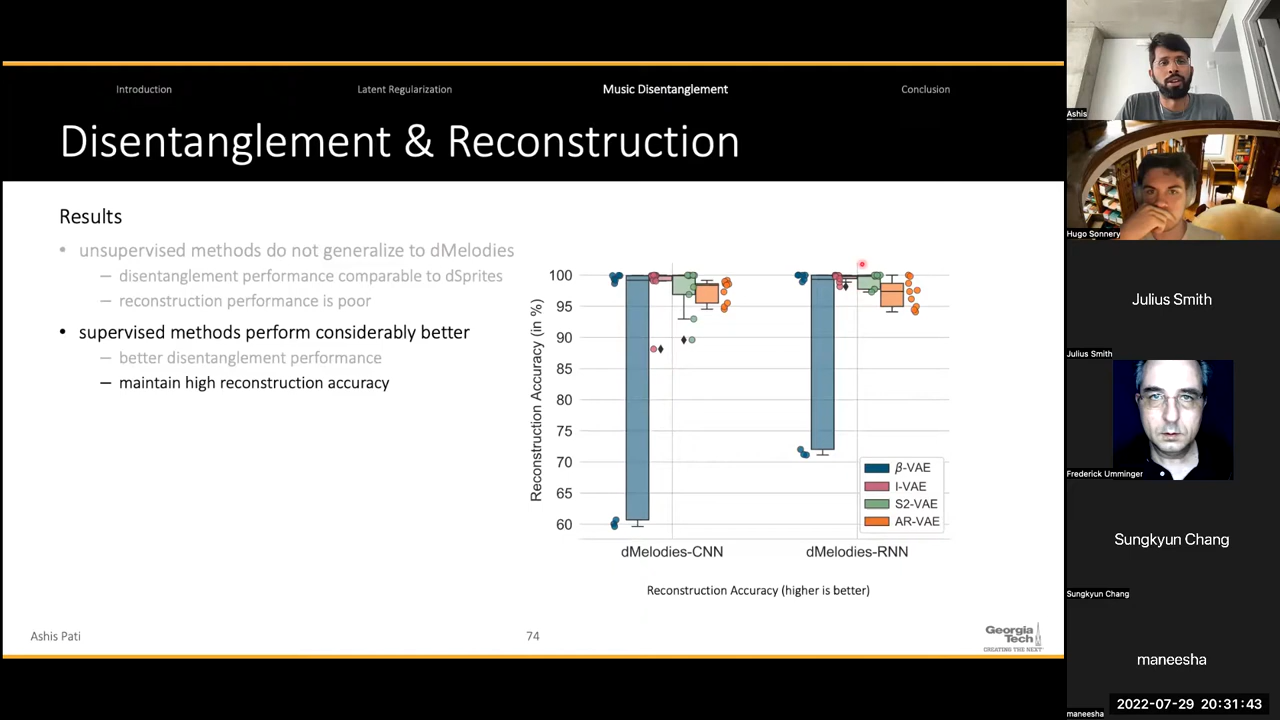 Introduction
Latent Regularization
Music Disentanglement
Conclusion
Disentanglement & Reconstruction
Results
• unsupervised methods do not generalize to dMelodies
– disentanglement performance comparable to dSprites
– reconstruction performance is poor
• supervised methods perform considerably better
– better disentanglement performance
– maintain high reconstruction accuracy
Reconstruction Accuracy (in %)
100
95
90
85
80
75
70
65
60
β-VAE
I-VAE
S2-VAE
AR-VAE
dMelodies-CNN
dMelodies-RNN
Reconstruction Accuracy (higher is better)
Ashis Pati
74
Georgia
Tech
CREATING THE NEXT
Ashis
Hugo Sonnery
Julius Smith
Julius Smith
Frederick Umminger
Sungkyun Chang
Sungkyun Chang
maneesha
maneesha
2022-07-29 20:31:43